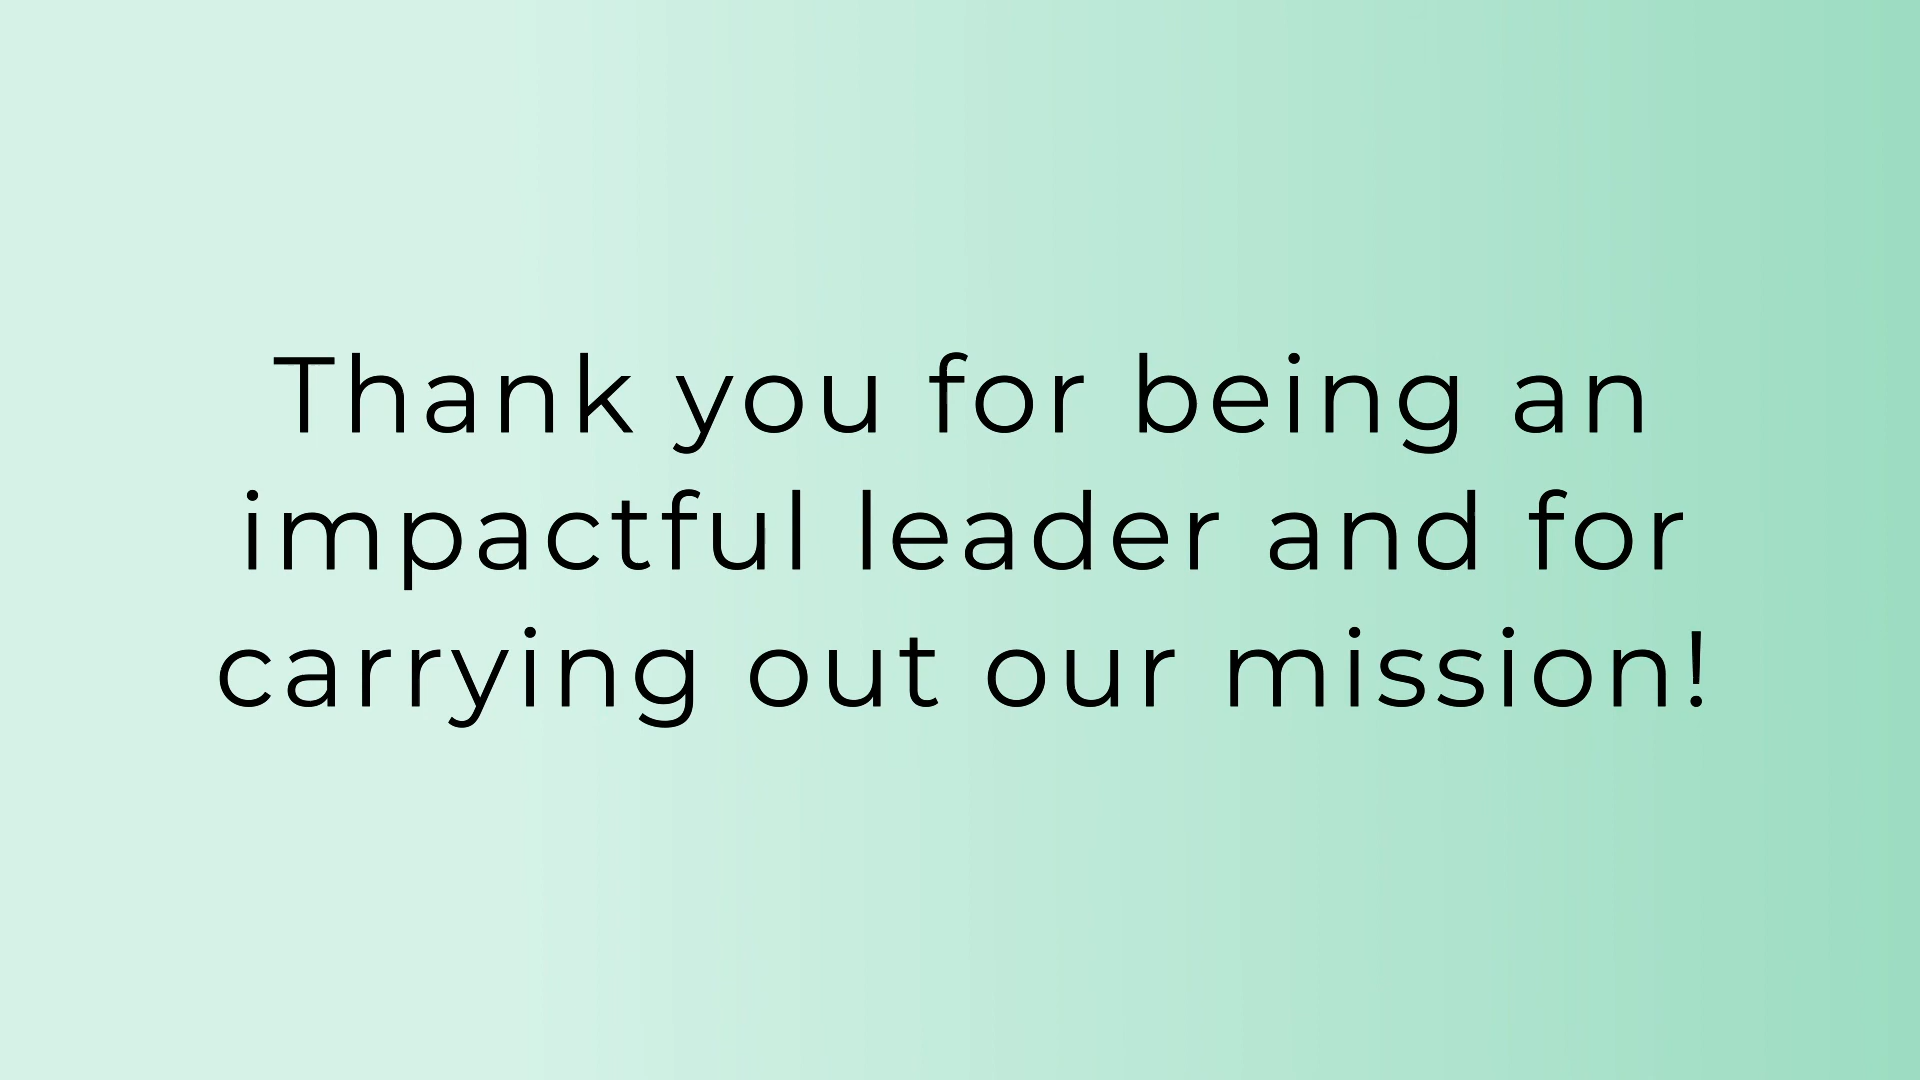 Thank you for being an
impactful leader and for
carrying out our mission!